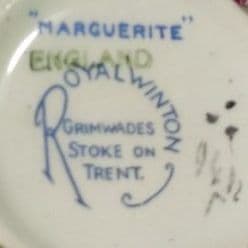 "MARGUERITE"
ENGLAND
ROYAL WINTON
GRIMWADES
STOKE ON
TRENT.